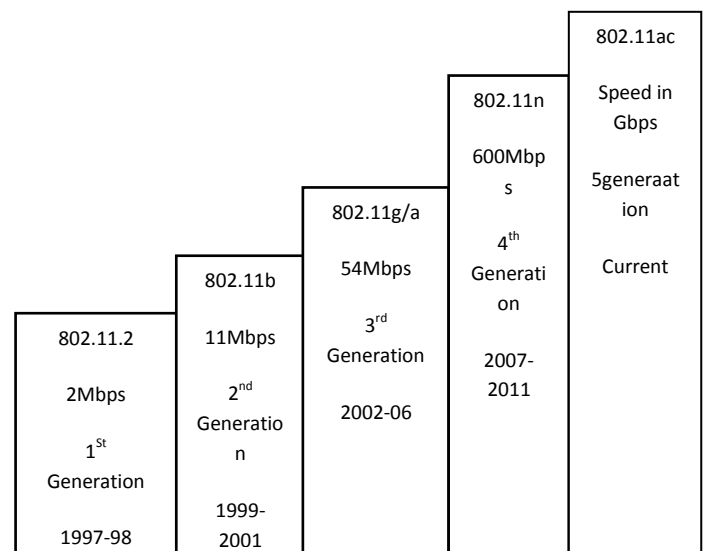 802.11.2
2Mbps
1St
Generation
1997-98
802.11b
11Mbps
2nd
Generatio
n
1999-
2001
802.11g/a
54Mbps
3rd
Generation
2002-06
802.11n
600Mbp
s
4th
Generati
on
2007-
2011
802.11ac
Speed in
Gbps
5generaat
ion
Current